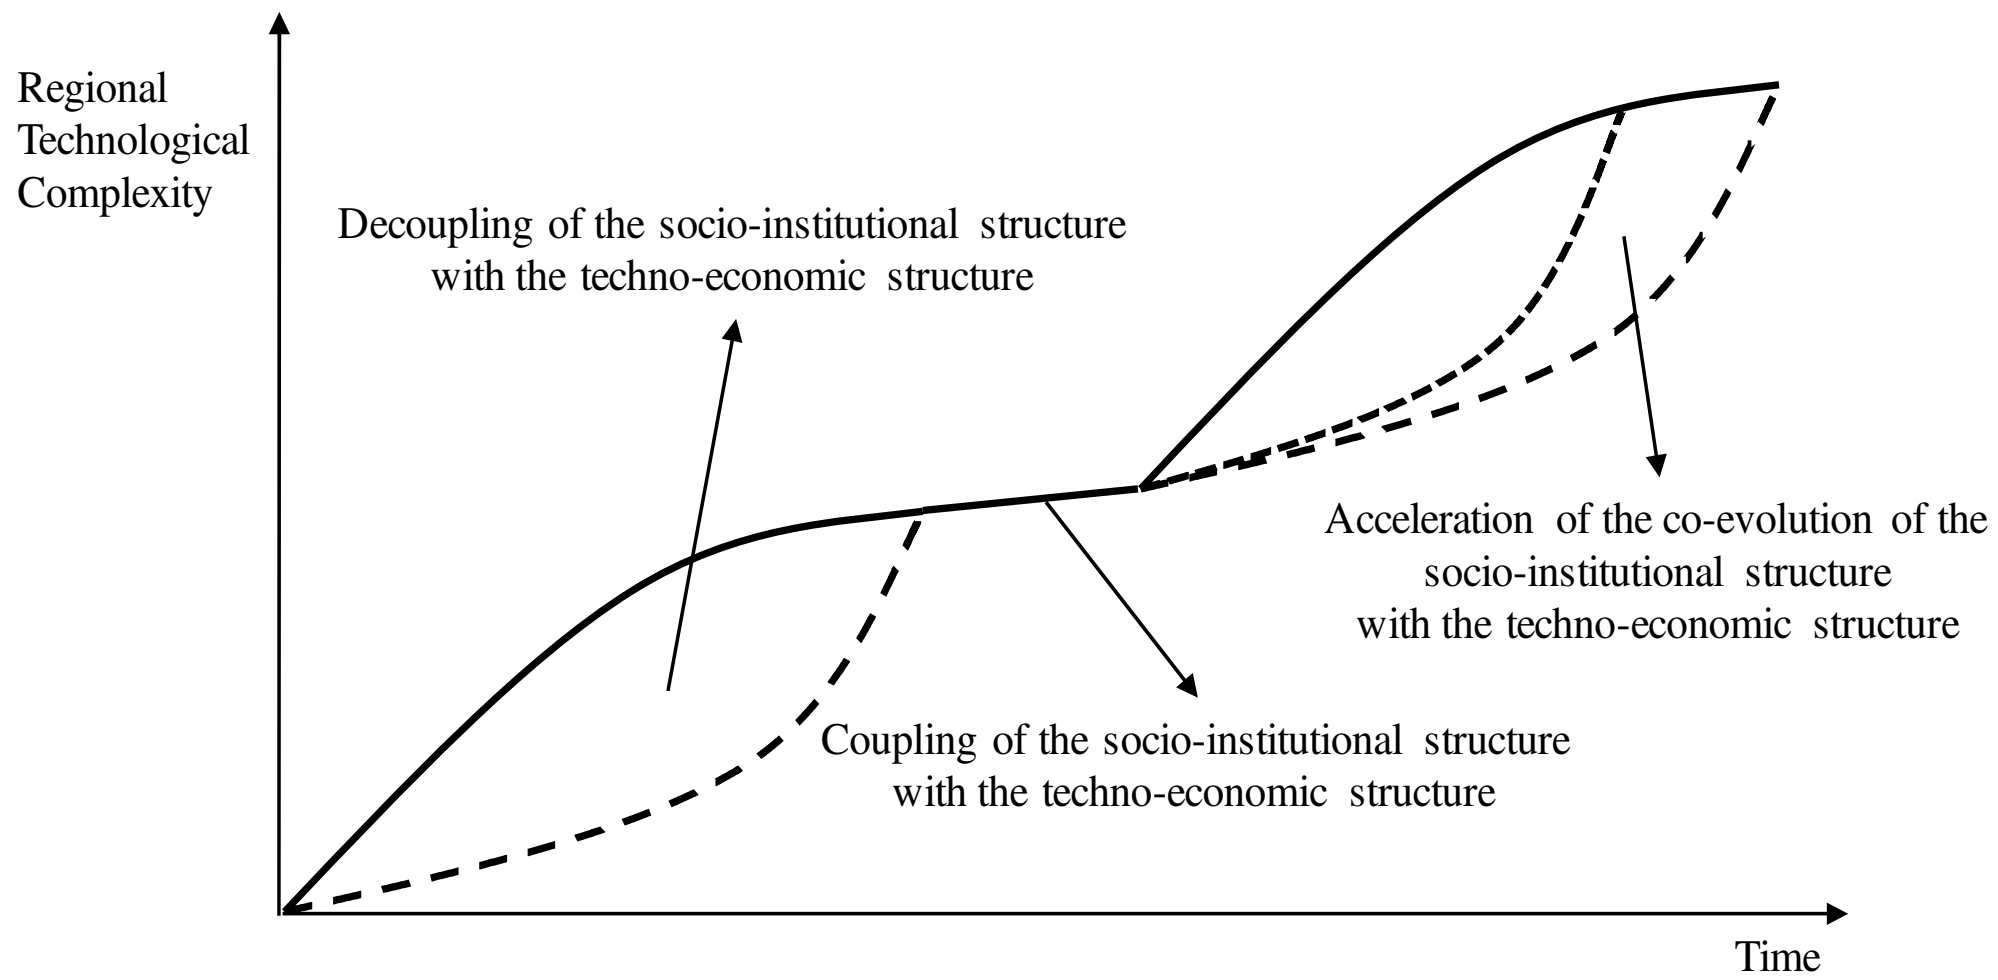 Regional
Technological
Complexity
Decoupling of the socio-institutional structure
with the techno-economic structure
Acceleration of the co-evolution of the
socio-institutional structure
with the techno-economic structure
Coupling of the socio-institutional structure
with the techno-economic structure
Time